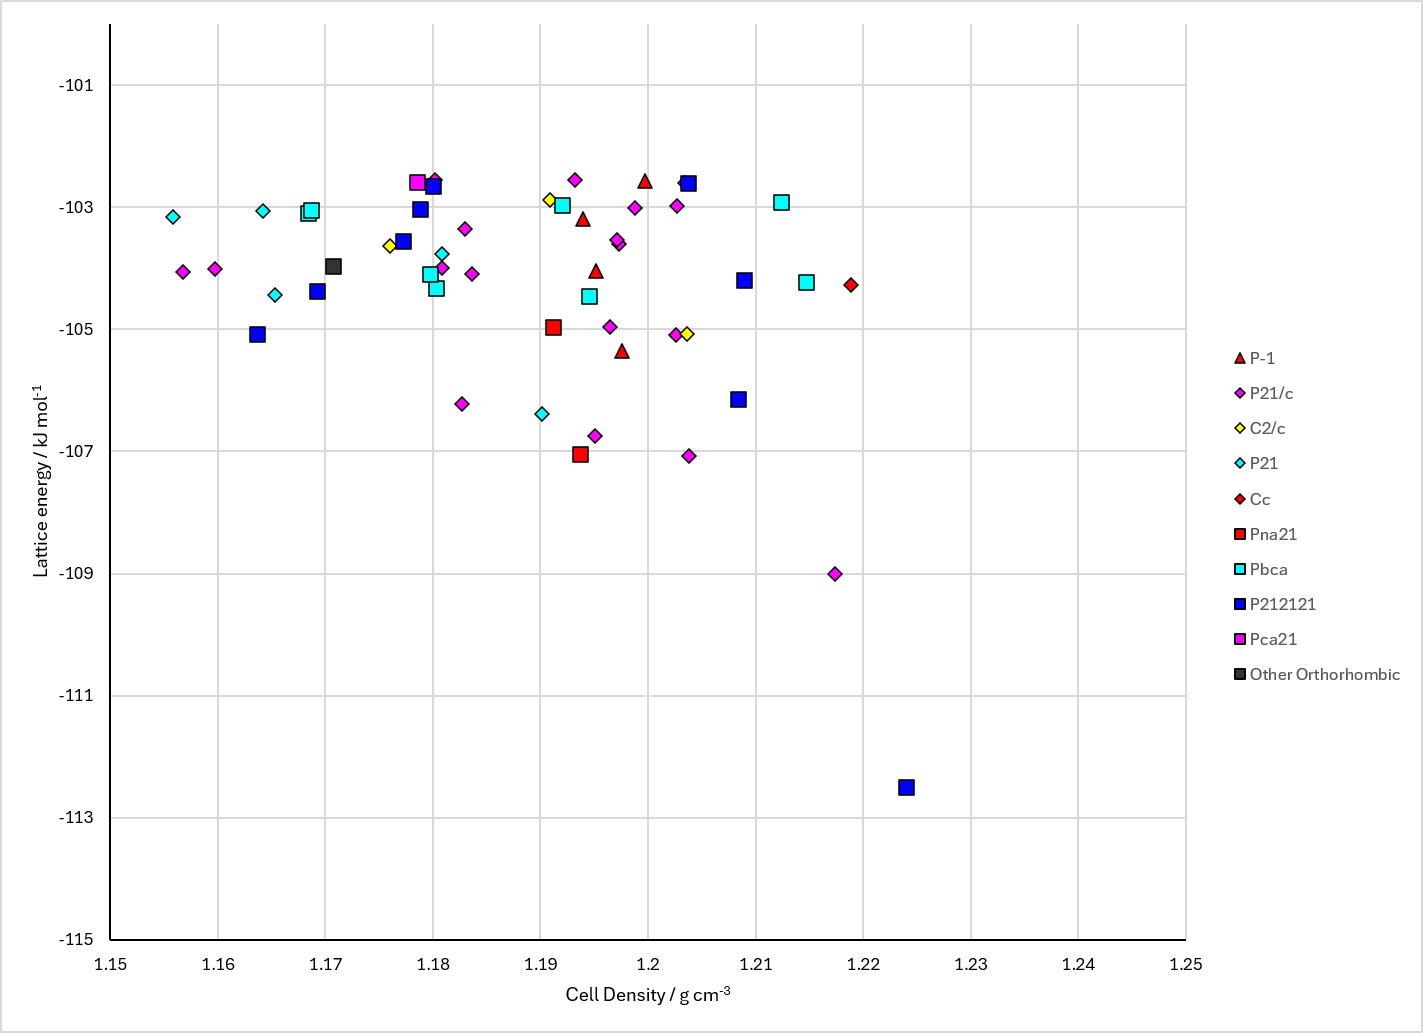 -101
-103
-105
-107
-109
-111
-113
-115
Lattice energy / kJ mol-1
1.15 1.16 1.17 1.18 1.19 1.2 1.21 1.22 1.23 1.24 1.25
Cell Density / g cm-3
P-1
P21/c
C2/c
P21
Cc
Pna21
Pbca
P212121
Pca21
Other Orthorhombic